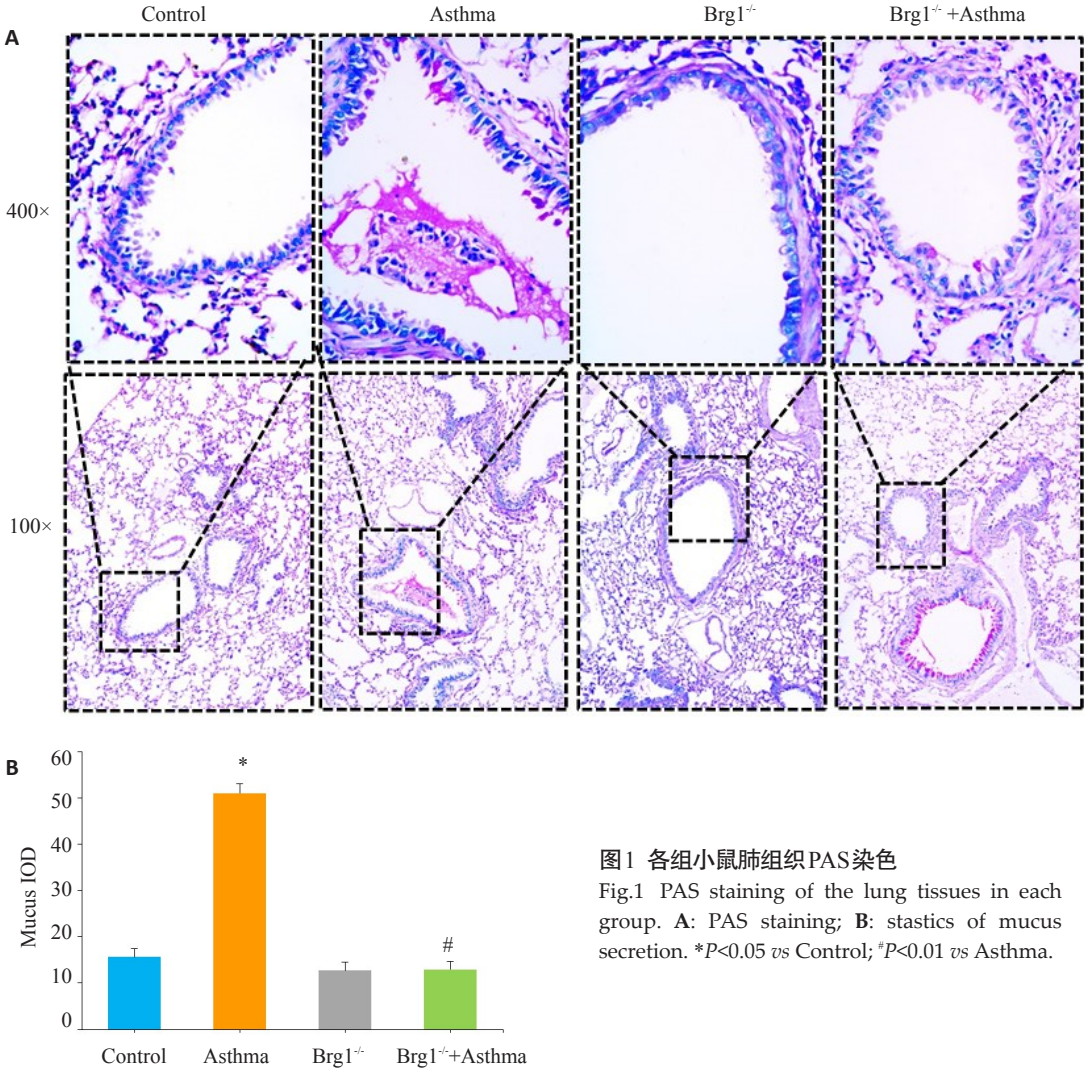 Control Asthma Brg1⁻/⁻ Brg1⁻/⁻ +Asthma
A
400×
100×
B
Mucus IOD
60
50
40
30
20
10
0
*
#
Control Asthma Brg1⁻/⁻ Brg1⁻/⁻+Asthma
图1 各组小鼠肺组织PAS染色
Fig.1 PAS staining of the lung tissues in each
group. A: PAS staining; B: stastics of mucus
secretion. *P<0.05 vs Control; #P<0.01 vs Asthma.